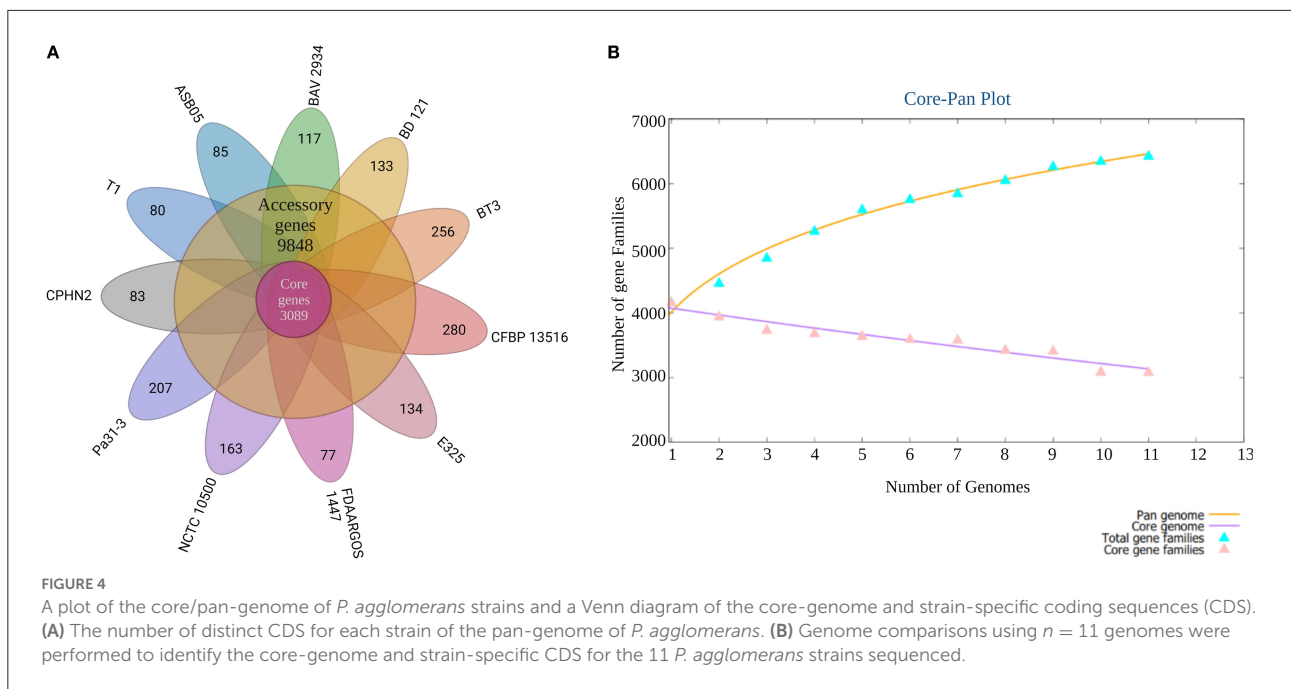 A
BAV 2934
117
ASB05
85
BD 121
133
T1
80
BT3
256
Accessory
genes
9848
Core
genes
3089
CPHN2
83
280
CFBP 13516
Pa31-3
207
134
E325
NCTC 10500
163
77
FDAARGOS
1447
B
Core-Pan Plot
Number of gene Families
7000
6000
5000
4000
3000
2000
1 2 3 4 5 6 7 8 9 10 11 12 13
Number of Genomes
Pan genome
Core genome
Total gene families
Core gene families
FIGURE 4
A plot of the core/pan-genome of P. agglomerans strains and a Venn diagram of the core-genome and strain-specific coding sequences (CDS).
(A) The number of distinct CDS for each strain of the pan-genome of P. agglomerans. (B) Genome comparisons using n = 11 genomes were
performed to identify the core-genome and strain-specific CDS for the 11 P. agglomerans strains sequenced.